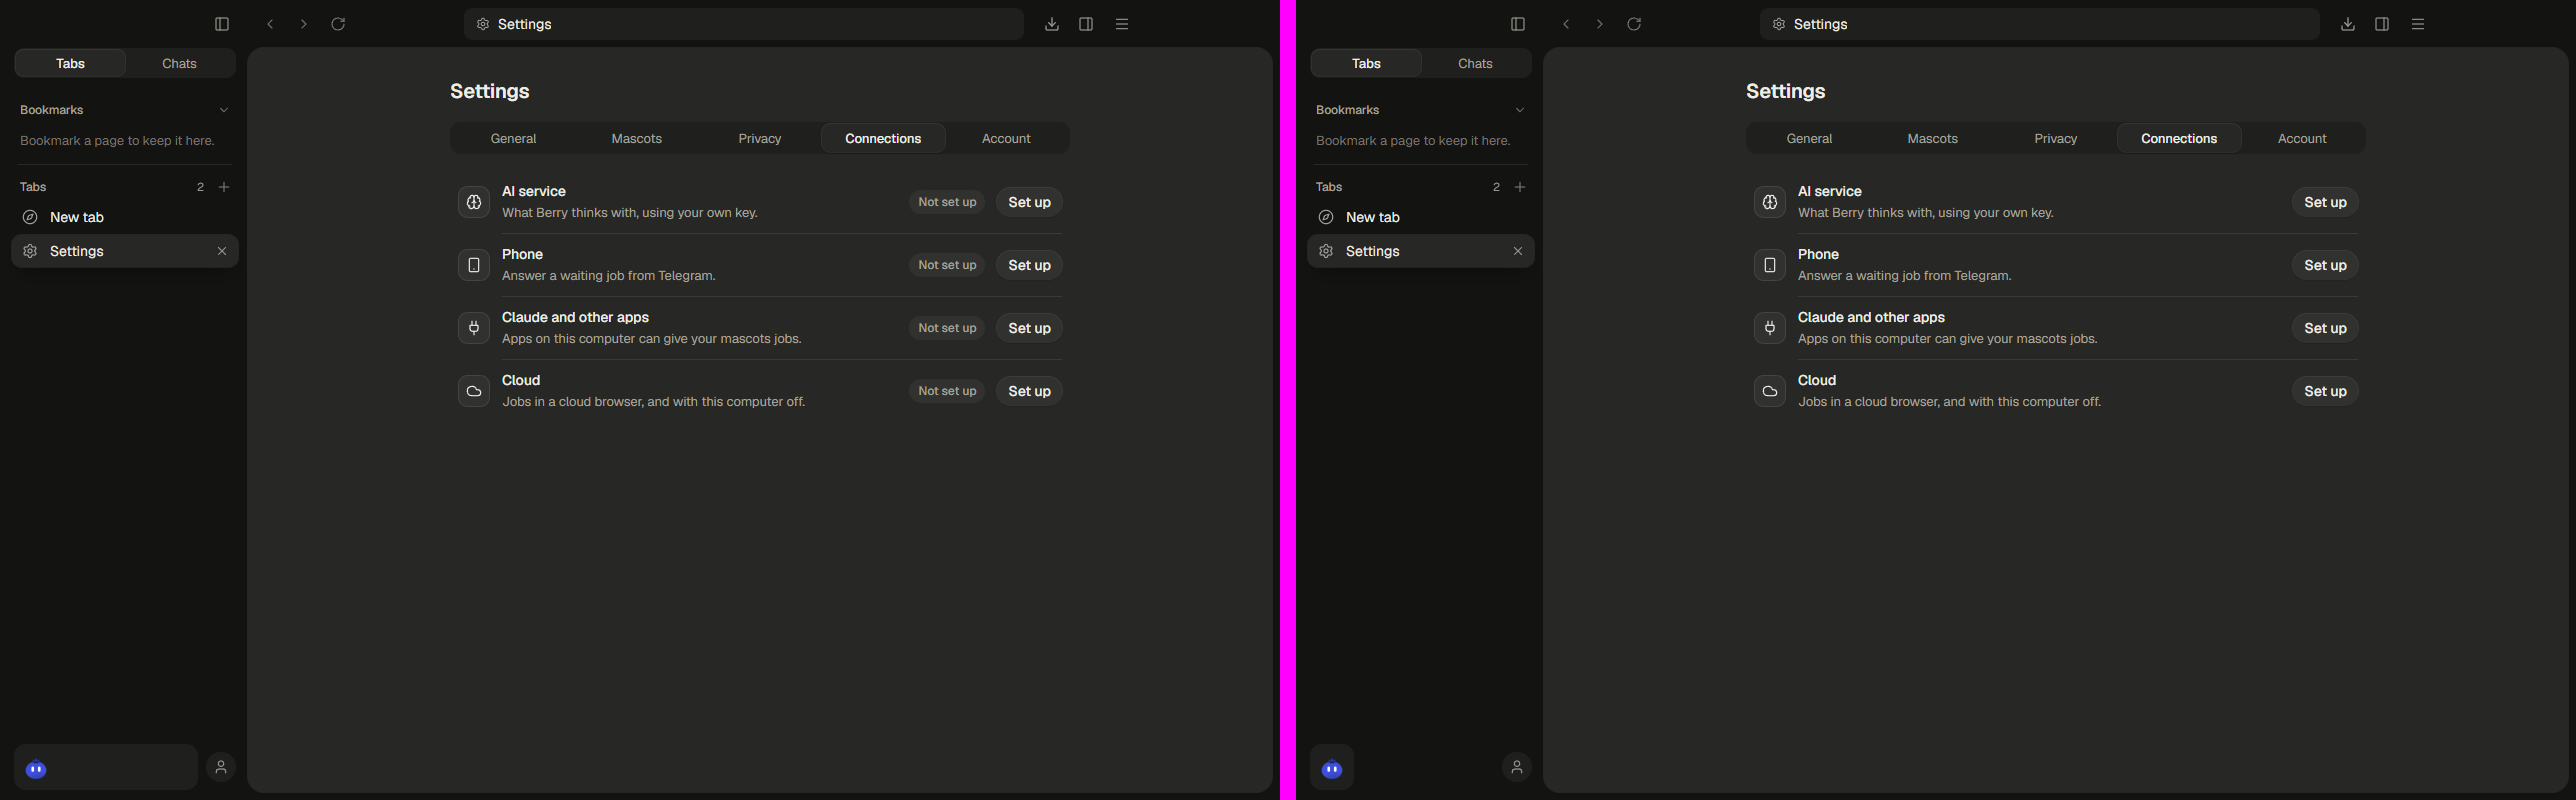 Settings
Tabs Chats
Bookmarks
Bookmark a page to keep it here.
Tabs 2
New tab
Settings
Settings
General Mascots Privacy Connections Account
AI service
What Berry thinks with, using your own key.
Not set up Set up
Phone
Answer a waiting job from Telegram.
Not set up Set up
Claude and other apps
Apps on this computer can give your mascots jobs.
Not set up Set up
Cloud
Jobs in a cloud browser, and with this computer off.
Not set up Set up
Settings
Tabs Chats
Bookmarks
Bookmark a page to keep it here.
Tabs 2
New tab
Settings
Settings
General Mascots Privacy Connections Account
AI service
What Berry thinks with, using your own key.
Set up
Phone
Answer a waiting job from Telegram.
Set up
Claude and other apps
Apps on this computer can give your mascots jobs.
Set up
Cloud
Jobs in a cloud browser, and with this computer off.
Set up